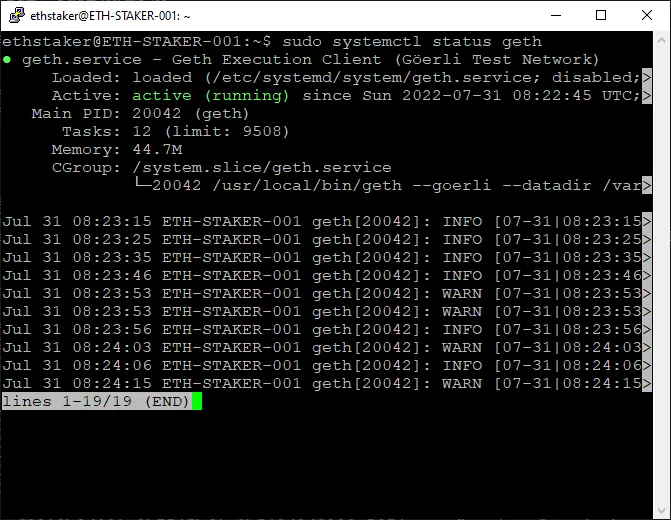 ethstaker@ETH-STAKER-001: ~
ethstaker@ETH-STAKER-001:~$ sudo systemctl status geth
● geth.service - Geth Execution Client (Göerli Test Network)
Loaded: loaded (/etc/systemd/system/geth.service; disabled;>
Active: active (running) since Sun 2022-07-31 08:22:45 UTC;>
Main PID: 20042 (geth)
Tasks: 12 (limit: 9508)
Memory: 44.7M
CGroup: /system.slice/geth.service
└─20042 /usr/local/bin/geth --goerli --datadir /var>
Jul 31 08:23:15 ETH-STAKER-001 geth[20042]: INFO [07-31|08:23:15>
Jul 31 08:23:25 ETH-STAKER-001 geth[20042]: INFO [07-31|08:23:25>
Jul 31 08:23:35 ETH-STAKER-001 geth[20042]: INFO [07-31|08:23:35>
Jul 31 08:23:46 ETH-STAKER-001 geth[20042]: INFO [07-31|08:23:46>
Jul 31 08:23:53 ETH-STAKER-001 geth[20042]: WARN [07-31|08:23:53>
Jul 31 08:23:53 ETH-STAKER-001 geth[20042]: WARN [07-31|08:23:53>
Jul 31 08:23:56 ETH-STAKER-001 geth[20042]: INFO [07-31|08:23:56>
Jul 31 08:24:03 ETH-STAKER-001 geth[20042]: WARN [07-31|08:24:03>
Jul 31 08:24:06 ETH-STAKER-001 geth[20042]: INFO [07-31|08:24:06>
Jul 31 08:24:15 ETH-STAKER-001 geth[20042]: WARN [07-31|08:24:15>
lines 1-19/19 (END)